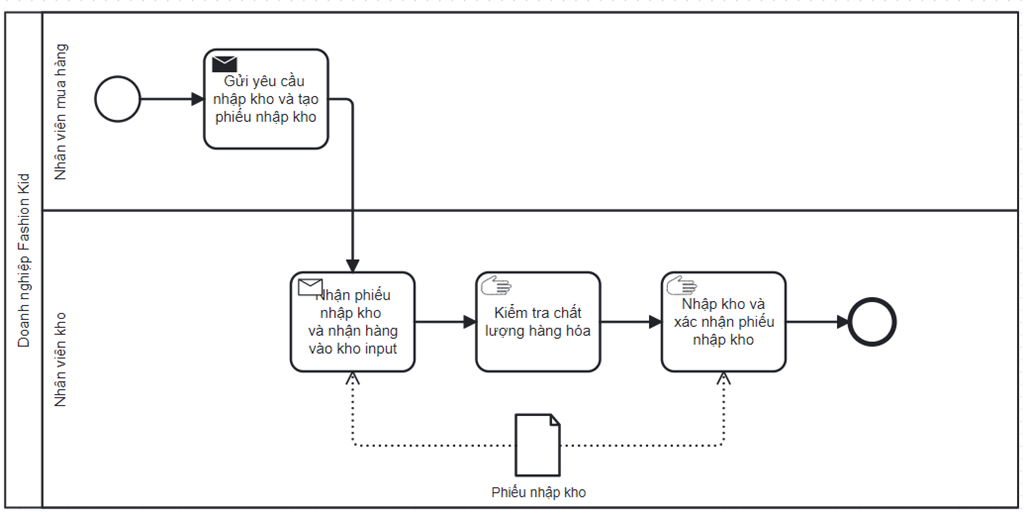 Doanh nghiệp Fashion Kid
Nhân viên mua hàng
Gửi yêu cầu
nhập kho và tạo
phiếu nhập kho
Nhân viên kho
Nhận phiếu
nhập kho
và nhận hàng
vào kho input
Kiểm tra chất
lượng hàng hóa
Nhập kho và
xác nhận phiếu
nhập kho
Phiếu nhập kho